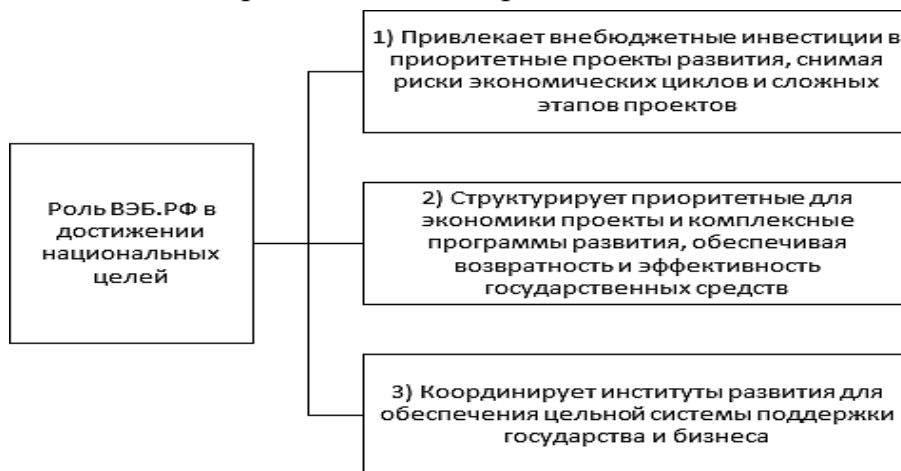 Роль ВЭБ.РФ в
достижении
национальных
целей
1) Привлекает внебюджетные инвестиции в
приоритетные проекты развития, снимая
риски экономических циклов и сложных
этапов проектов
2) Структурирует приоритетные для
экономики проекты и комплексные
программы развития, обеспечивая
возвратность и эффективность
государственных средств
3) Координирует институты развития для
обеспечения цельной системы поддержки
государства и бизнеса